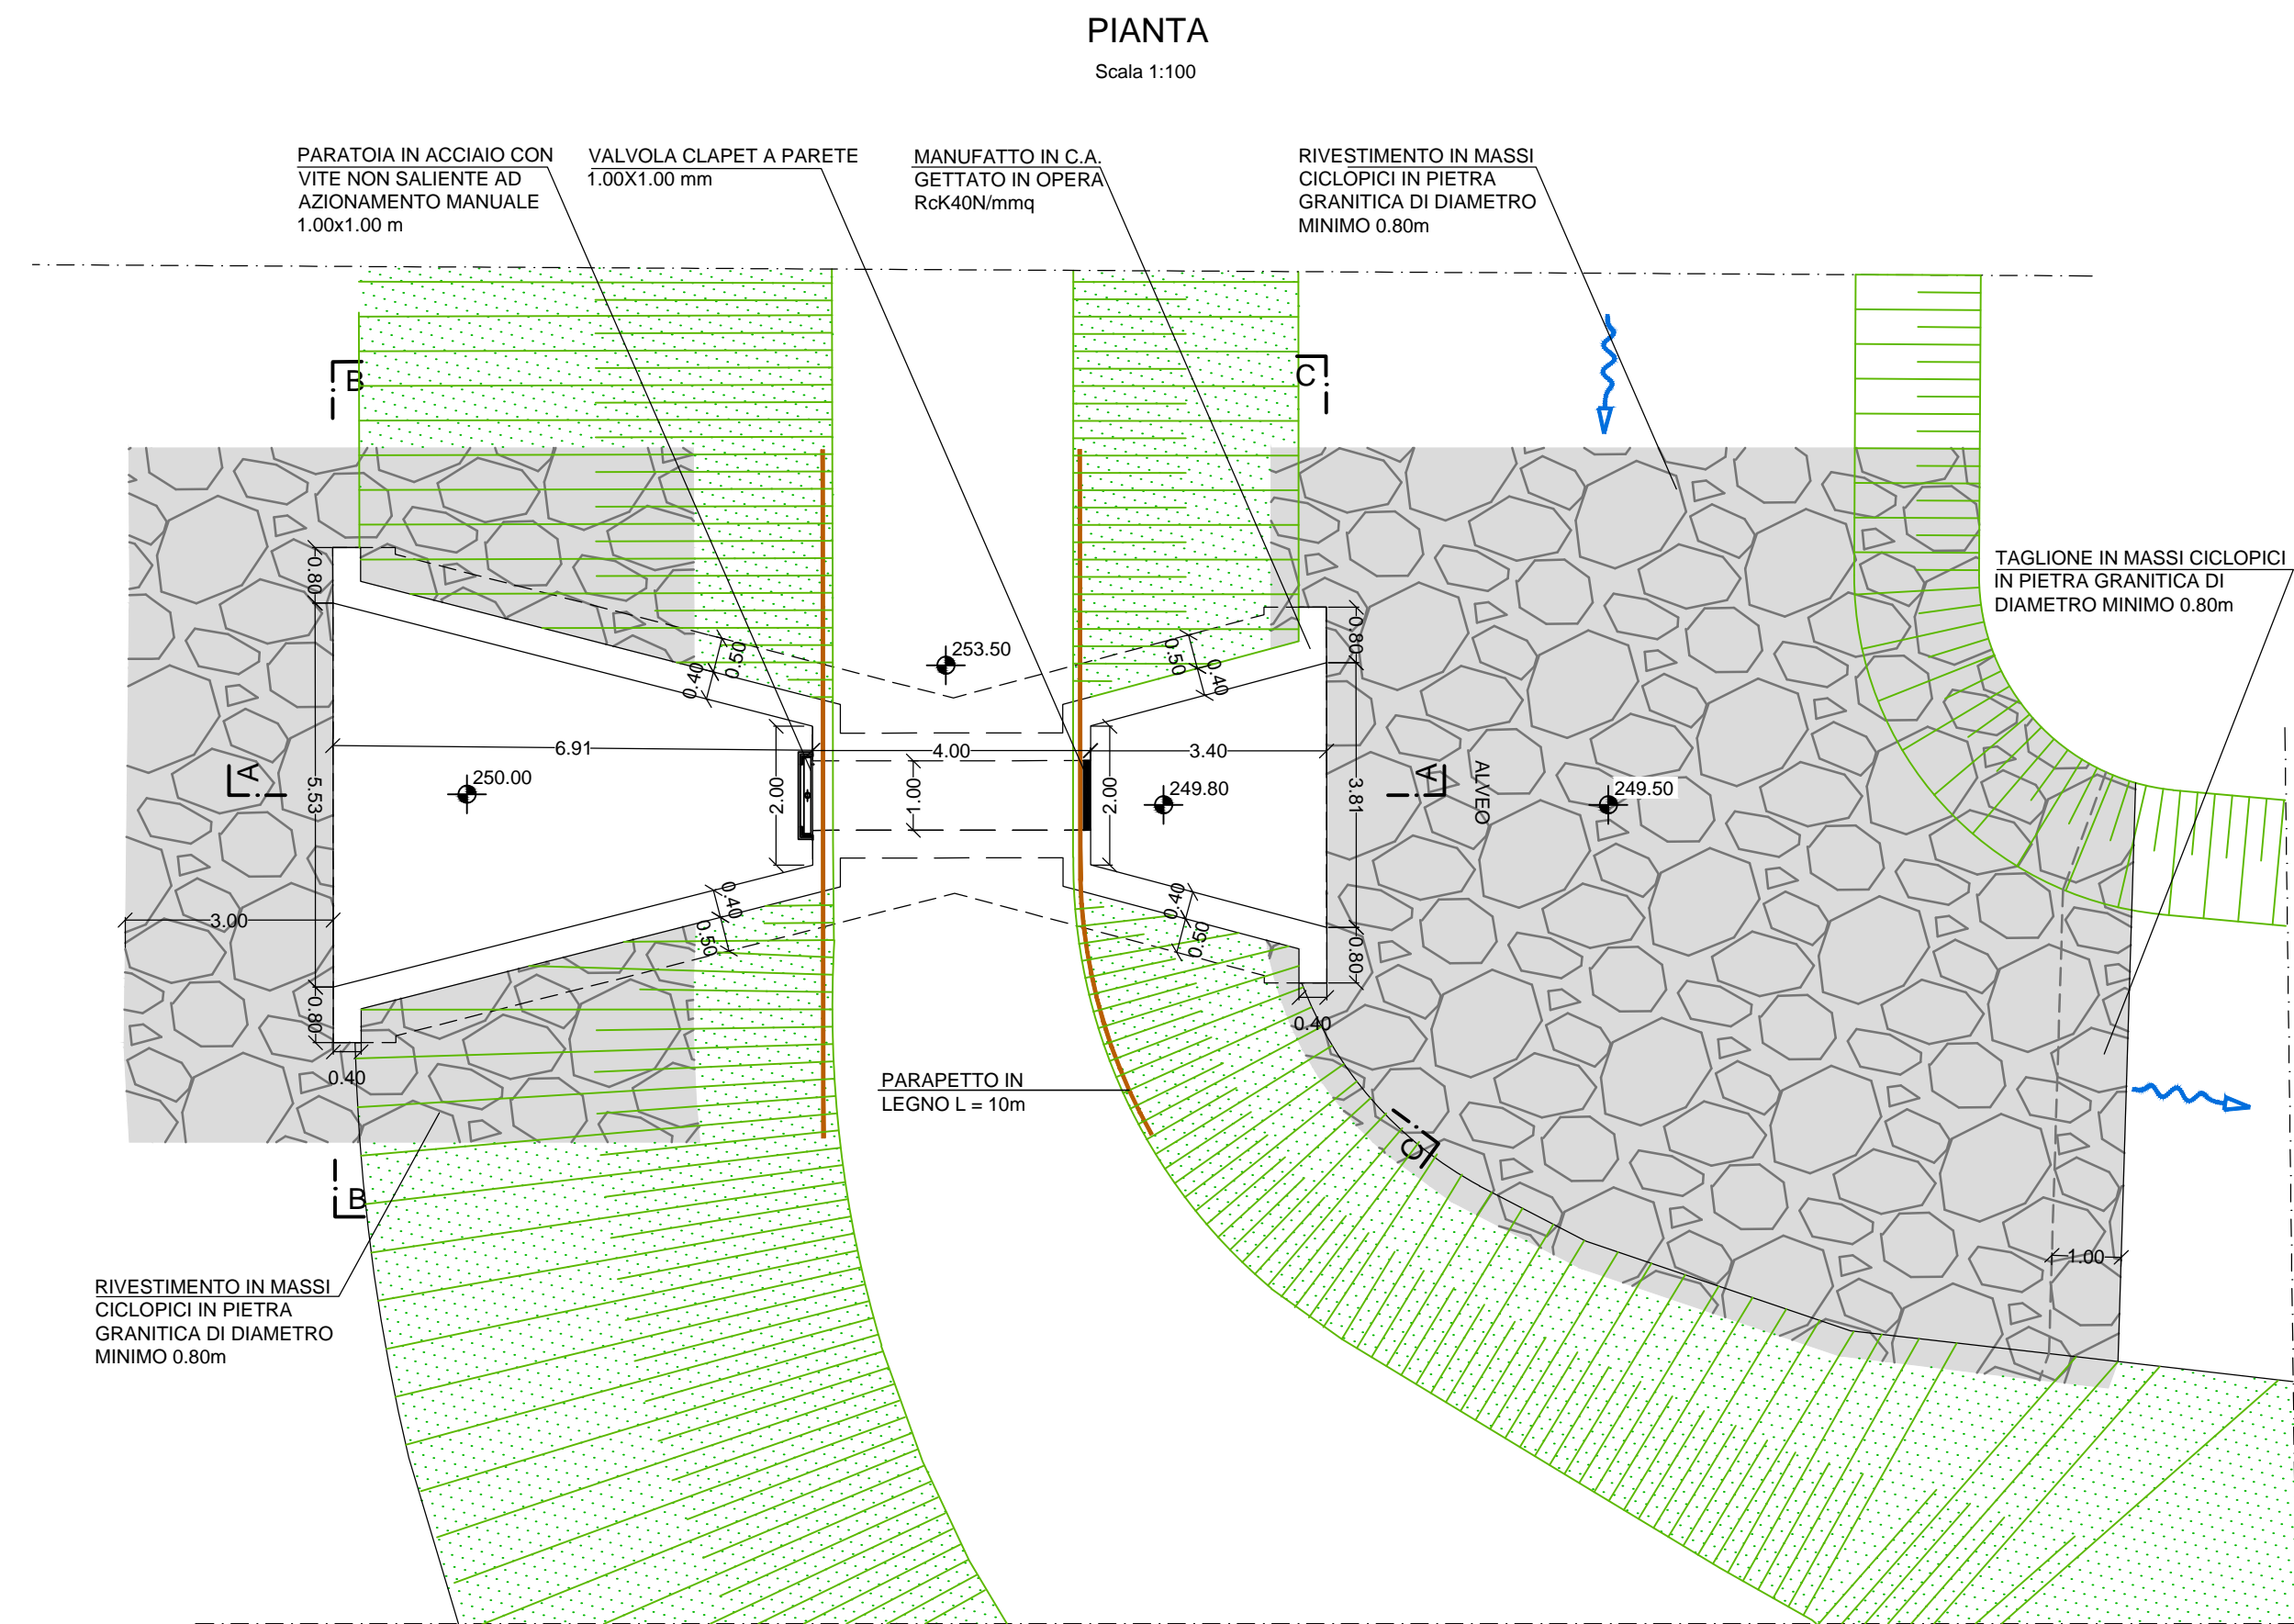 PIANTA
Scala 1:100
PARATOIA IN ACCIAIO CON
VITE NON SALIENTE AD
AZIONAMENTO MANUALE
1.00x1.00 m
VALVOLA CLAPET A PARETE
1.00X1.00 mm
MANUFATTO IN C.A.
GETTATO IN OPERA
RcK40N/mmq
RIVESTIMENTO IN MASSI
CICLOPICI IN PIETRA
GRANITICA DI DIAMETRO
MINIMO 0.80m
B
C
TAGLIONE IN MASSI CICLOPICI
IN PIETRA GRANITICA DI
DIAMETRO MINIMO 0.80m
0.80
0.50
0.40
253.50
0.50
0.40
0.80
6.91
4.00
3.40
A
5.53
250.00
2.00
1.00
2.00
249.80
3.81
A
ALVEO
249.50
3.00
0.40
0.50
0.40
0.50
0.80
0.80
0.40
0.40
PARAPETTO IN
LEGNO L = 10m
C
B
1.00
RIVESTIMENTO IN MASSI
CICLOPICI IN PIETRA
GRANITICA DI DIAMETRO
MINIMO 0.80m